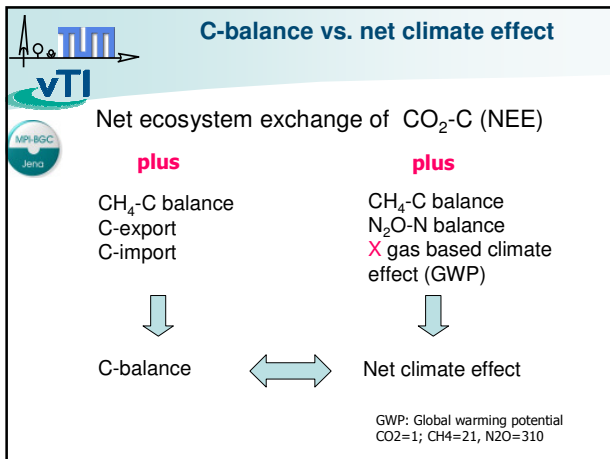 C-balance vs. net climate effect
TUM
vTI
MPI-BGC
Jena
Net ecosystem exchange of CO₂-C (NEE)
plus
CH₄-C balance
C-export
C-import
C-balance
plus
CH₄-C balance
N₂O-N balance
X gas based climate
effect (GWP)
Net climate effect
GWP: Global warming potential
CO2=1; CH4=21, N2O=310